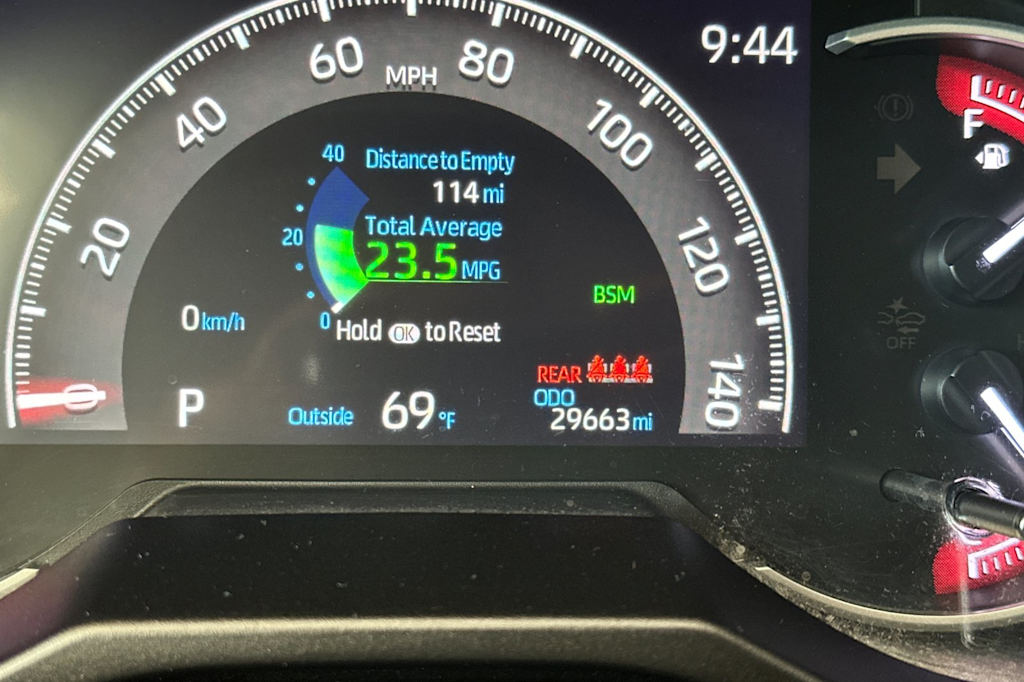 9:44
60
MPH
80
40
100
20
120
0
140
F
40
Distance to Empty
114 mi
Total Average
20
23.5 MPG
BSM
0 km/h
0
Hold OK to Reset
OFF
REAR
P
Outside 69 °F
ODO
29663 mi